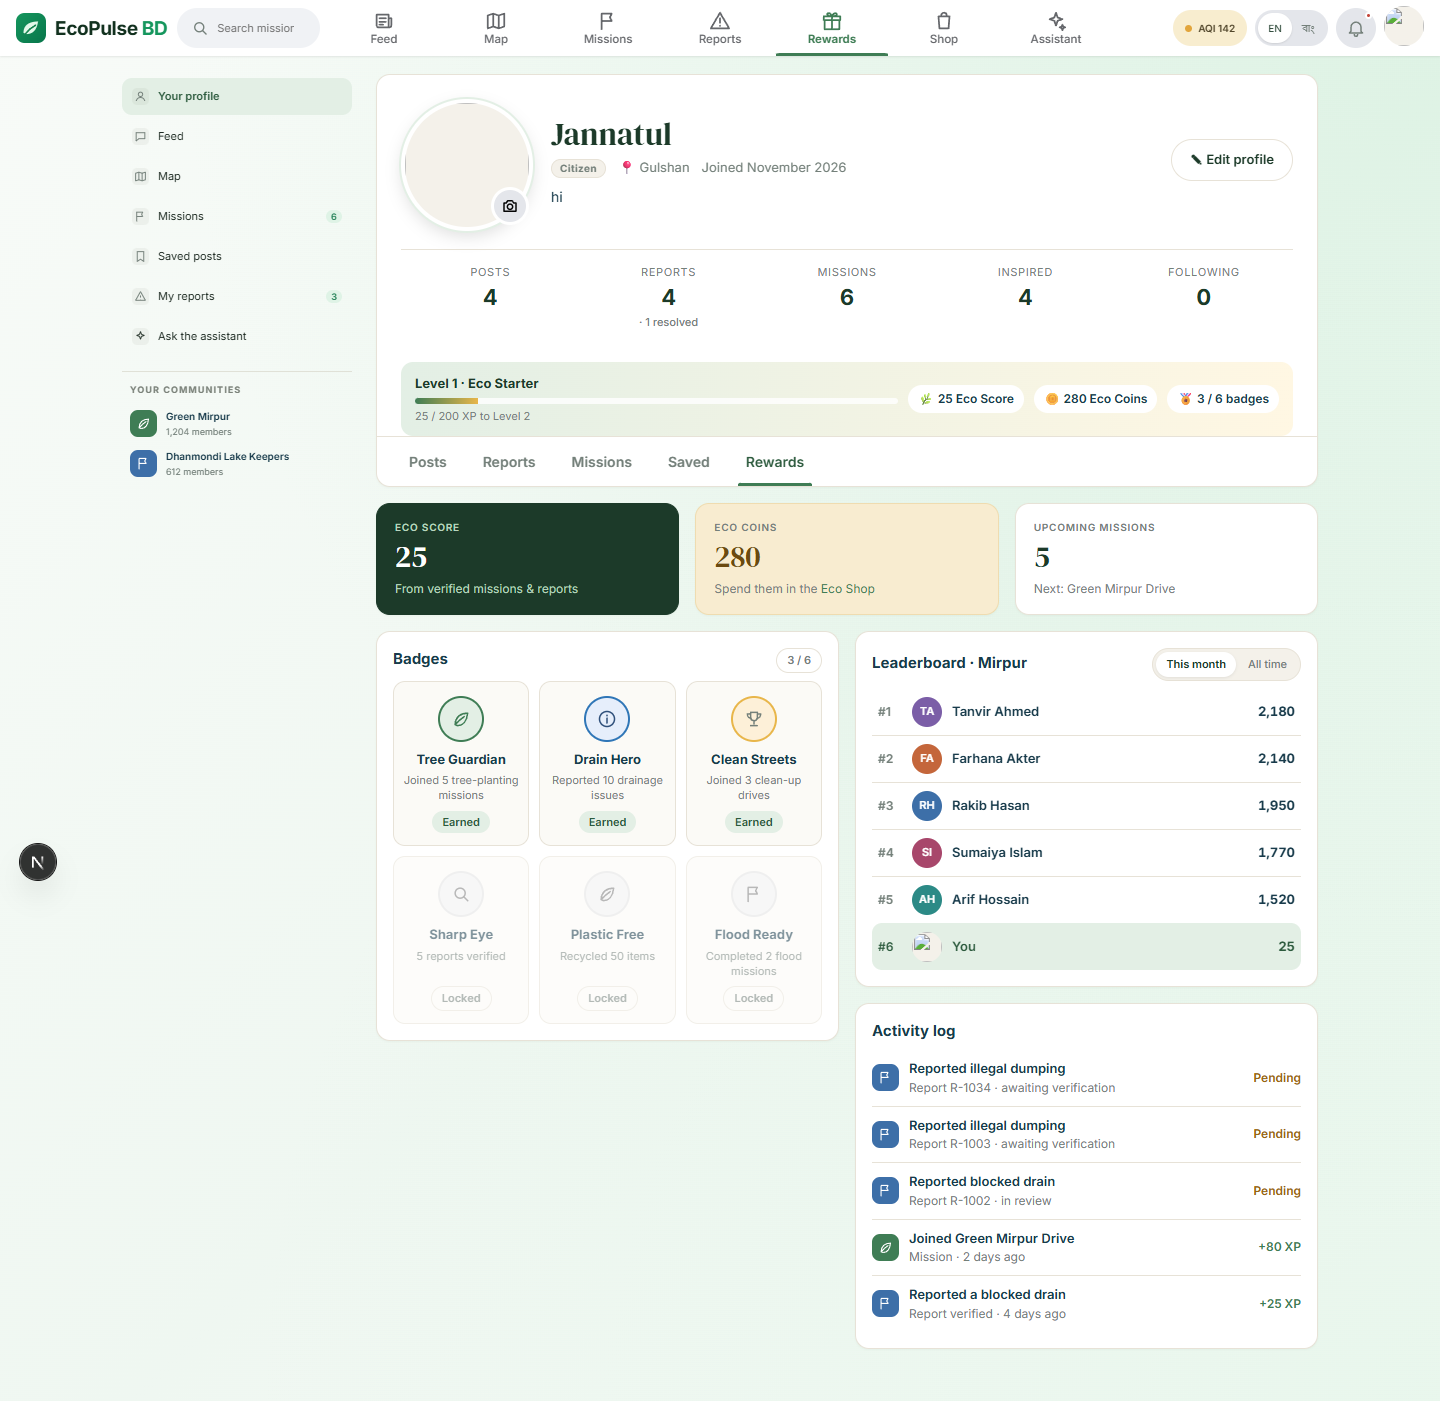 EcoPulse BD
Search missior
Feed
Map
Missions
Reports
Rewards
Shop
Assistant
AQI 142
EN
বাং
Your profile
Feed
Map
Missions
6
Saved posts
My reports
3
Ask the assistant
YOUR COMMUNITIES
Green Mirpur
1,204 members
Dhanmondi Lake Keepers
612 members
N
Jannatul
Citizen
Gulshan
Joined November 2026
hi
Edit profile
POSTS
4
REPORTS
4
· 1 resolved
MISSIONS
6
INSPIRED
4
FOLLOWING
0
Level 1 · Eco Starter
25 / 200 XP to Level 2
25 Eco Score
280 Eco Coins
3 / 6 badges
Posts
Reports
Missions
Saved
Rewards
ECO SCORE
25
From verified missions & reports
ECO COINS
280
Spend them in the Eco Shop
UPCOMING MISSIONS
5
Next: Green Mirpur Drive
Badges
3 / 6
Tree Guardian
Joined 5 tree-planting
missions
Earned
Drain Hero
Reported 10 drainage
issues
Earned
Clean Streets
Joined 3 clean-up
drives
Earned
Sharp Eye
5 reports verified
Locked
Plastic Free
Recycled 50 items
Locked
Flood Ready
Completed 2 flood
missions
Locked
Leaderboard · Mirpur
This month
All time
#1 TA Tanvir Ahmed 2,180
#2 FA Farhana Akter 2,140
#3 RH Rakib Hasan 1,950
#4 SI Sumaiya Islam 1,770
#5 AH Arif Hossain 1,520
#6 You 25
Activity log
Reported illegal dumping
Report R-1034 · awaiting verification
Pending
Reported illegal dumping
Report R-1003 · awaiting verification
Pending
Reported blocked drain
Report R-1002 · in review
Pending
Joined Green Mirpur Drive
Mission · 2 days ago
+80 XP
Reported a blocked drain
Report verified · 4 days ago
+25 XP